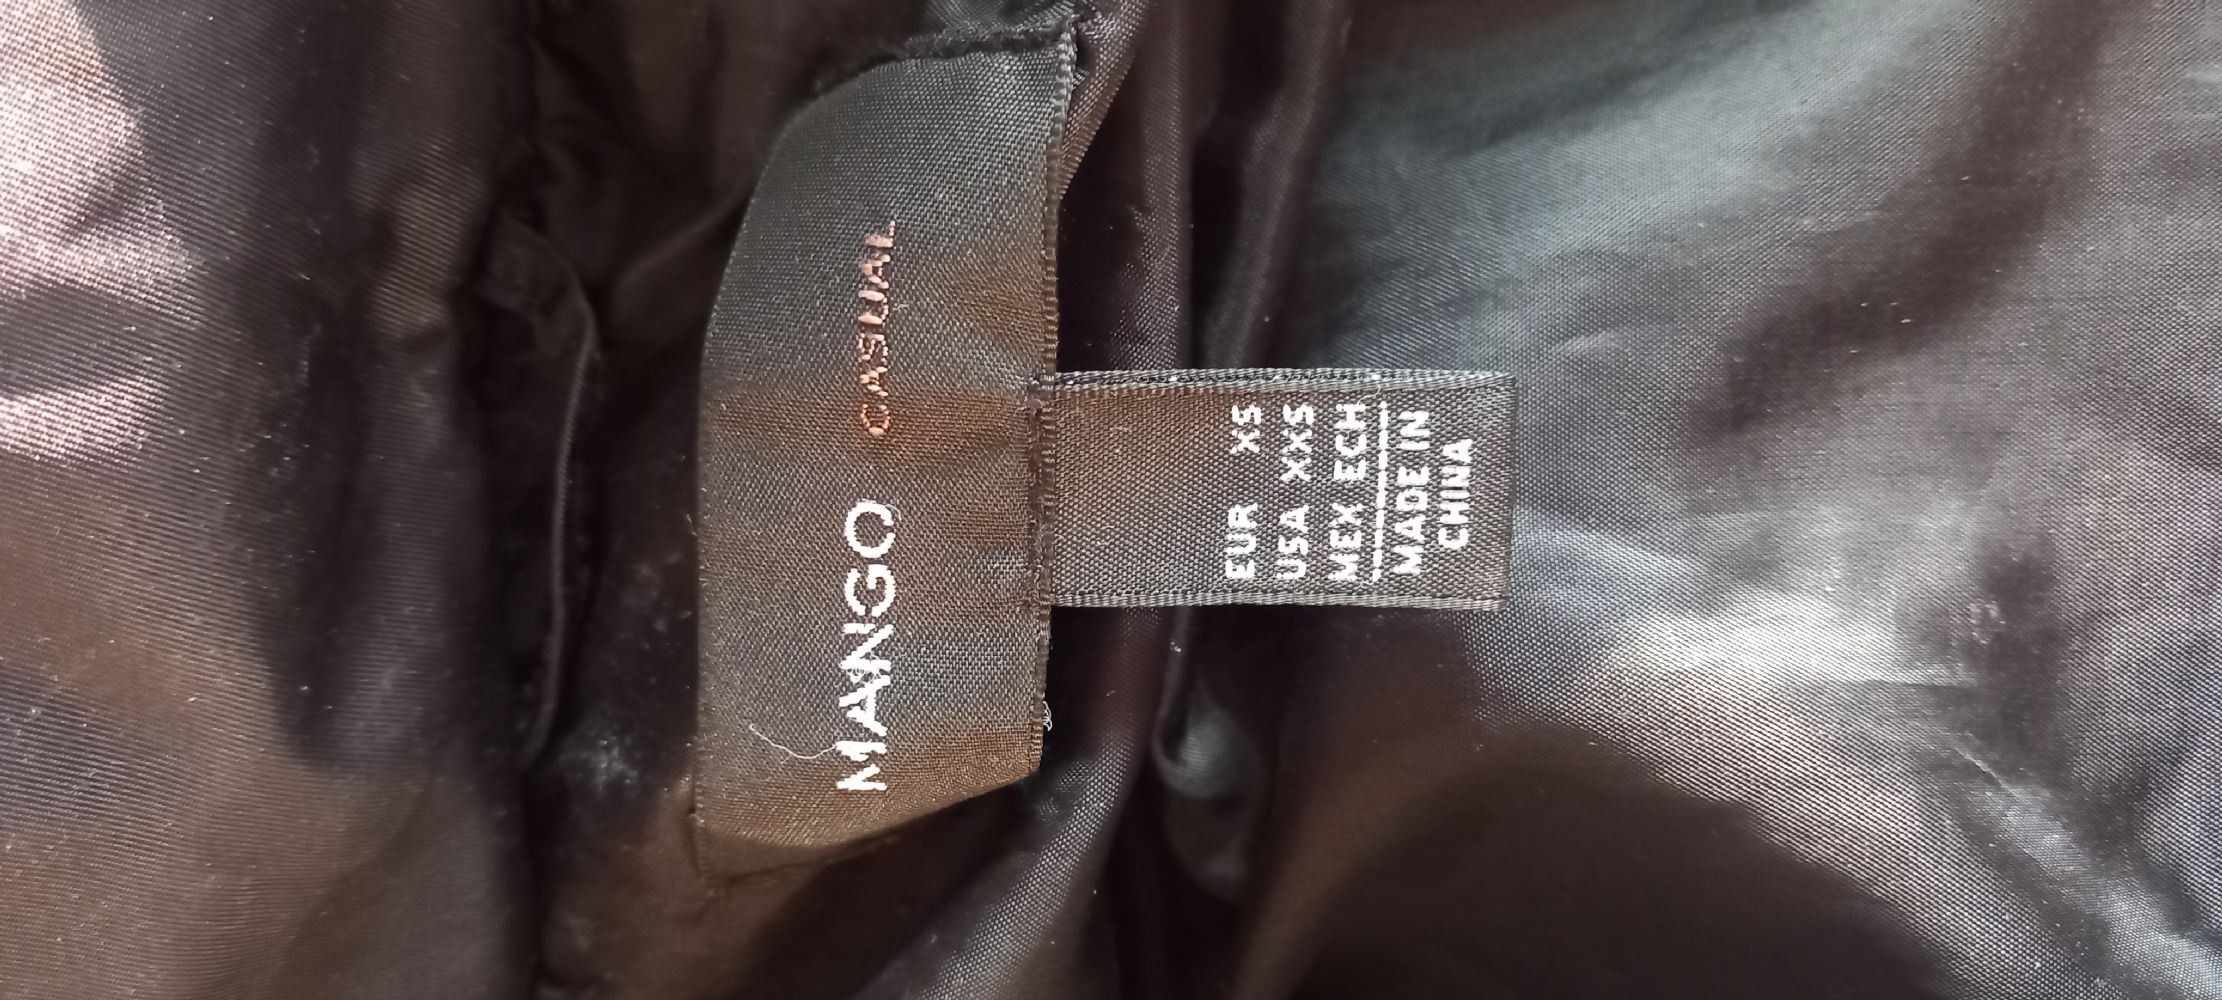 MANGO CASUAL
EUR XS
USA XXS
MEX ECH
MADE IN
CHINA